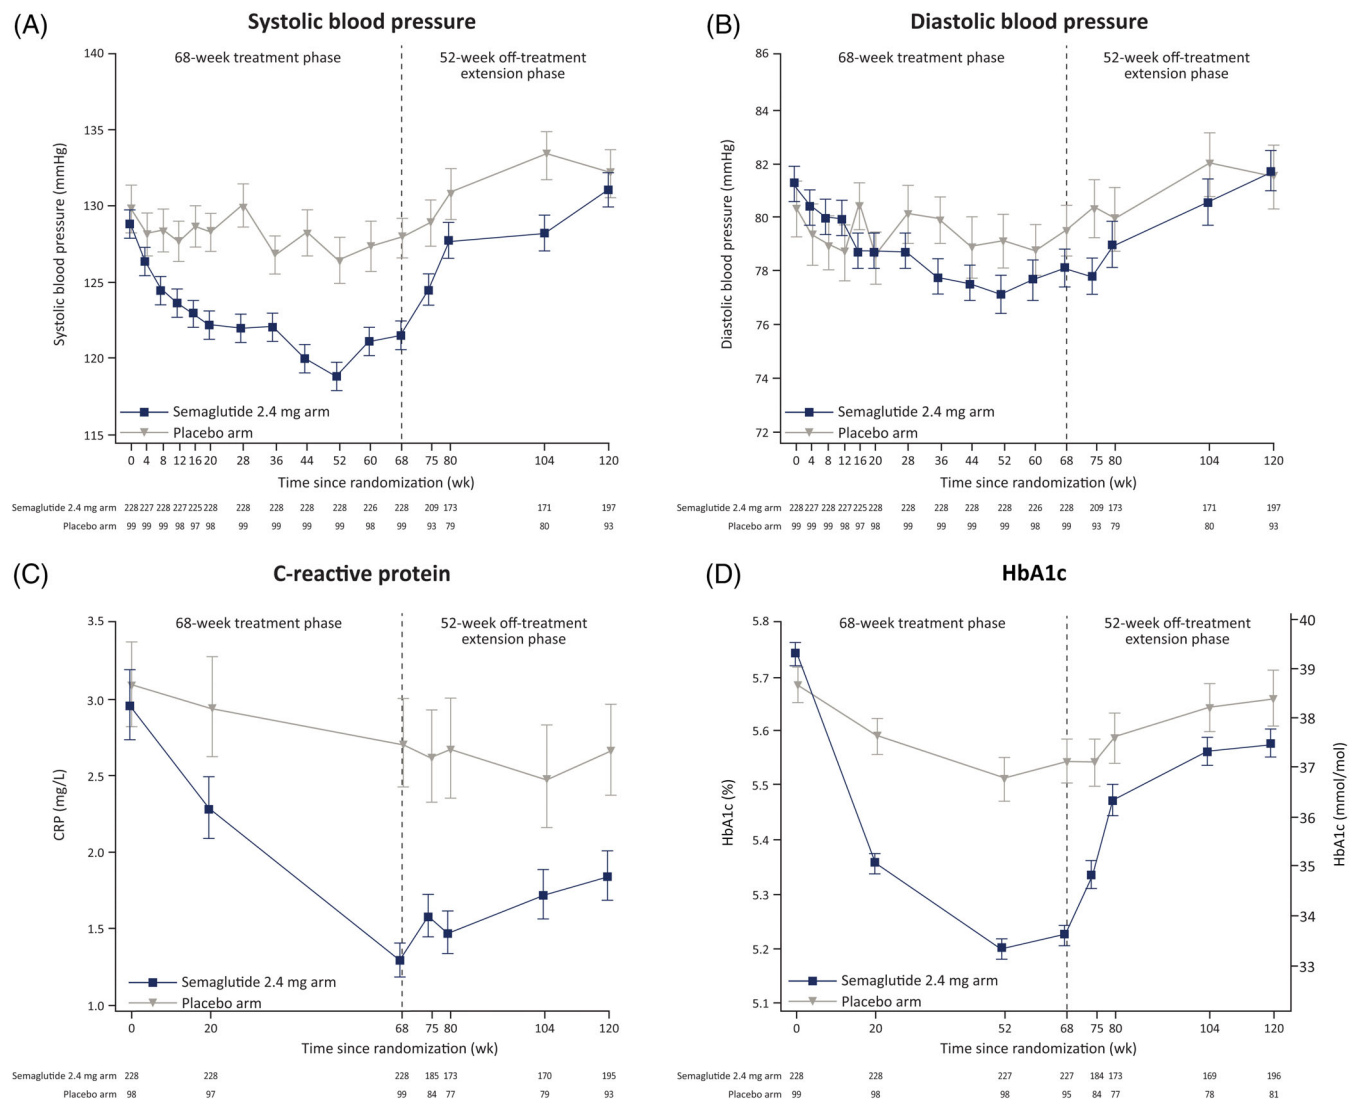 (A) Systolic blood pressure
68-week treatment phase
52-week off-treatment
extension phase
Systolic blood pressure (mmHg)
140
135
130
125
120
115
Semaglutide 2.4 mg arm
Placebo arm
0 4 8 12 16 20 28 36 44 52 60 68 75 80 104 120
Time since randomization (wk)
Semaglutide 2.4 mg arm 228 227 228 227 225 228 228 228 228 228 226 228 209 173 171 197
Placebo arm 99 99 99 98 97 98 99 99 99 99 98 99 93 79 80 93
(B) Diastolic blood pressure
68-week treatment phase
52-week off-treatment
extension phase
Diastolic blood pressure (mmHg)
86
84
82
80
78
76
74
72
Semaglutide 2.4 mg arm
Placebo arm
0 4 8 12 16 20 28 36 44 52 60 68 75 80 104 120
Time since randomization (wk)
Semaglutide 2.4 mg arm 228 227 228 227 225 228 228 228 228 228 226 228 209 173 171 197
Placebo arm 99 99 99 98 97 98 99 99 99 99 98 99 93 79 80 93
(C) C-reactive protein
68-week treatment phase
52-week off-treatment
extension phase
CRP (mg/L)
3.5
3.0
2.5
2.0
1.5
1.0
Semaglutide 2.4 mg arm
Placebo arm
0 20 68 75 80 104 120
Time since randomization (wk)
Semaglutide 2.4 mg arm 228 228 228 185 173 170 195
Placebo arm 98 97 99 84 77 79 93
(D) HbA1c
68-week treatment phase
52-week off-treatment
extension phase
HbA1c (%)
5.8
5.7
5.6
5.5
5.4
5.3
5.2
5.1
HbA1c (mmol/mol)
40
39
38
37
36
35
34
33
Semaglutide 2.4 mg arm
Placebo arm
0 20 52 68 75 80 104 120
Time since randomization (wk)
Semaglutide 2.4 mg arm 228 228 227 227 184 173 169 196
Placebo arm 99 98 98 95 84 77 78 81